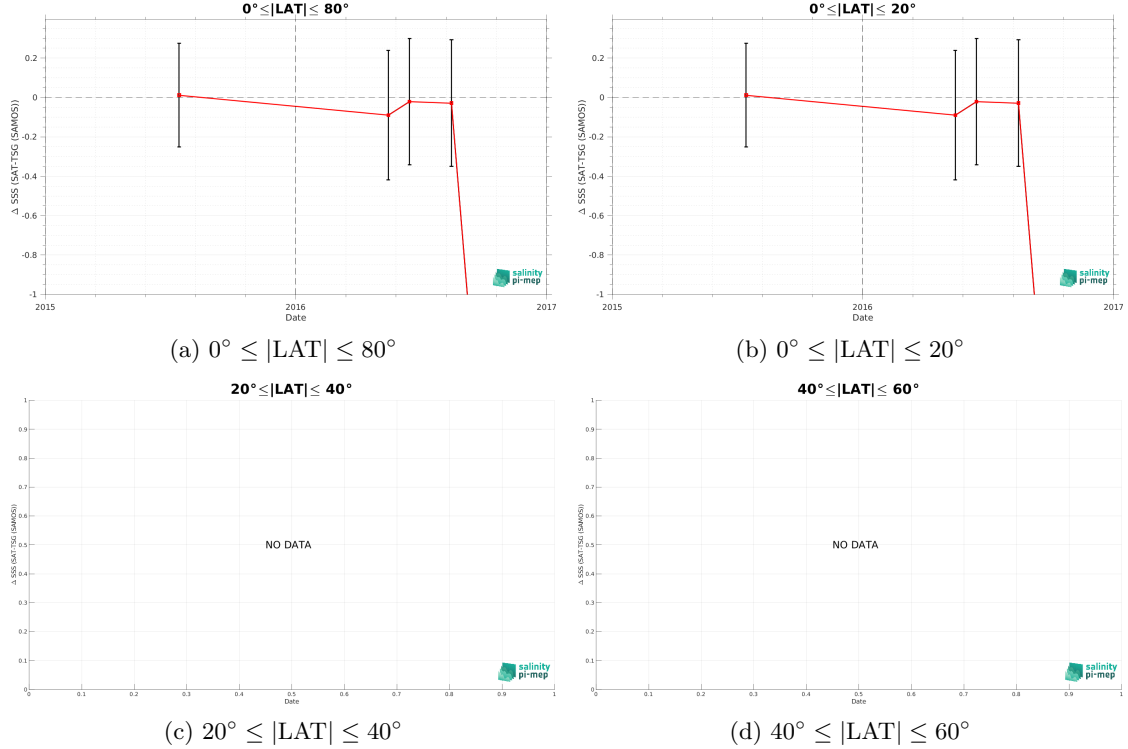 0°≤|LAT|≤ 80°
Δ SSS (SAT-TSG (SAMOS))
0.2
0
-0.2
-0.4
-0.6
-0.8
-1
2015
2016
2017
Date
salinity
pi-mep
(a) 0° ≤ |LAT| ≤ 80°
0°≤|LAT|≤ 20°
Δ SSS (SAT-TSG (SAMOS))
0.2
0
-0.2
-0.4
-0.6
-0.8
-1
2015
2016
2017
Date
salinity
pi-mep
(b) 0° ≤ |LAT| ≤ 20°
20°≤|LAT|≤ 40°
Δ SSS (SAT-TSG (SAMOS))
1
0.9
0.8
0.7
0.6
0.5
0.4
0.3
0.2
0.1
0
NO DATA
0 0.1 0.2 0.3 0.4 0.5 0.6 0.7 0.8 0.9 1
Date
salinity
pi-mep
(c) 20° ≤ |LAT| ≤ 40°
40°≤|LAT|≤ 60°
Δ SSS (SAT-TSG (SAMOS))
1
0.9
0.8
0.7
0.6
0.5
0.4
0.3
0.2
0.1
0
NO DATA
0 0.1 0.2 0.3 0.4 0.5 0.6 0.7 0.8 0.9 1
Date
salinity
pi-mep
(d) 40° ≤ |LAT| ≤ 60°